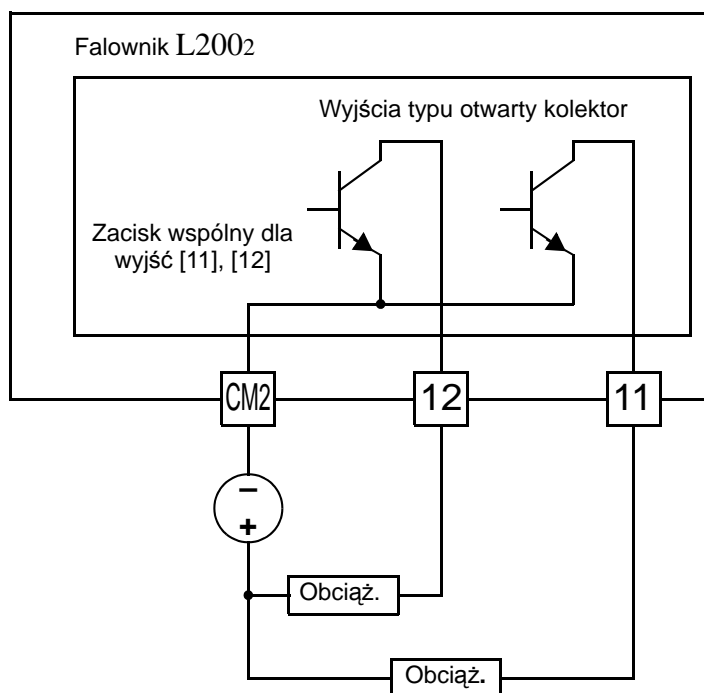 Falownik L2002
Wyjścia typu otwarty kolektor
Zacisk wspólny dla
wyjść [11], [12]
CM2
12
11
–
+
Obciąż.
Obciąż.